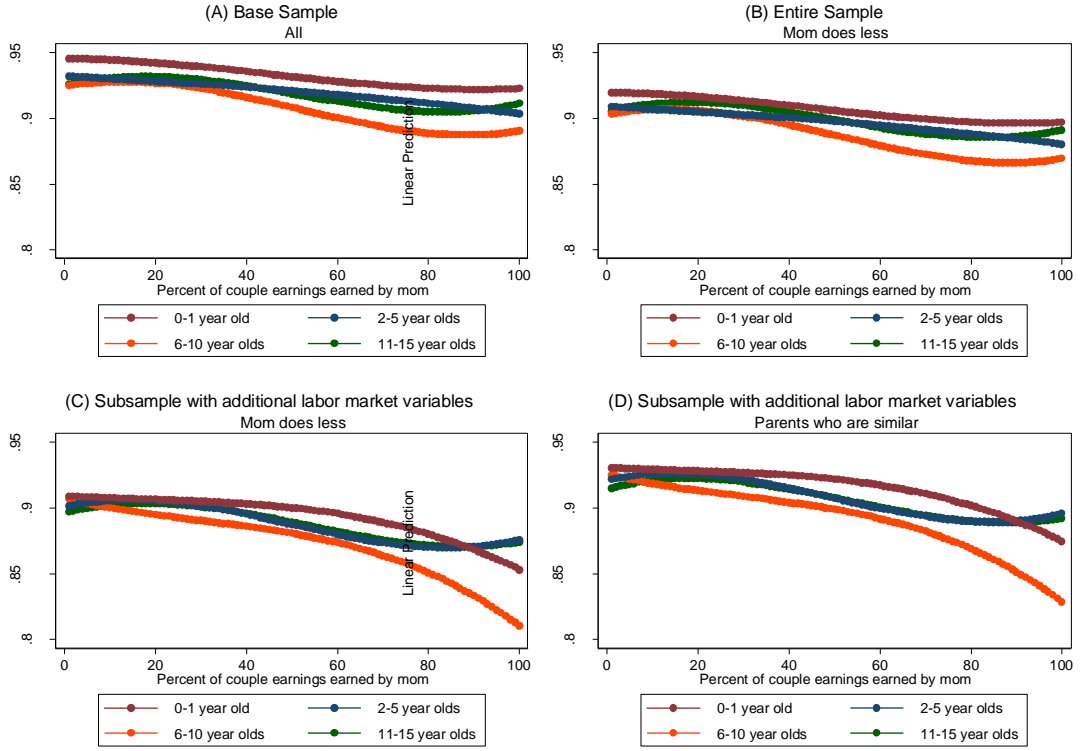 (A) Base Sample
All
.95
.9
.85
.8
Linear Prediction
0 20 40 60 80 100
Percent of couple earnings earned by mom
0-1 year old 2-5 year olds
6-10 year olds 11-15 year olds
(B) Entire Sample
Mom does less
.95
.9
.85
.8
0 20 40 60 80 100
Percent of couple earnings earned by mom
0-1 year old 2-5 year olds
6-10 year olds 11-15 year olds
(C) Subsample with additional labor market variables
Mom does less
.95
.9
.85
.8
Linear Prediction
0 20 40 60 80 100
Percent of couple earnings earned by mom
0-1 year old 2-5 year olds
6-10 year olds 11-15 year olds
(D) Subsample with additional labor market variables
Parents who are similar
.95
.9
.85
.8
0 20 40 60 80 100
Percent of couple earnings earned by mom
0-1 year old 2-5 year olds
6-10 year olds 11-15 year olds